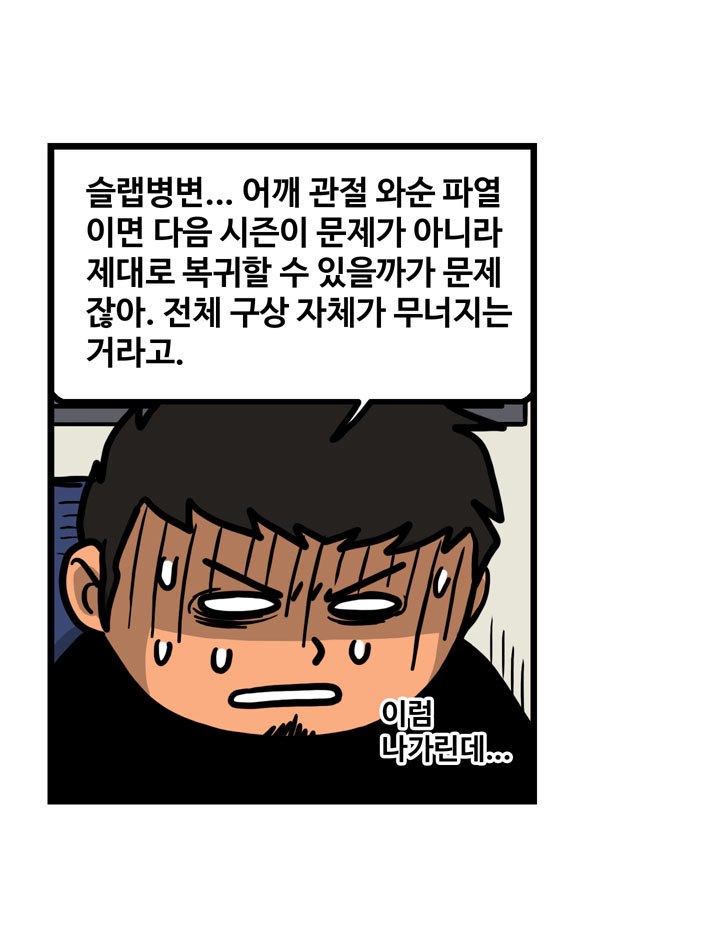 슬랩병변... 어깨 관절 와순 파열
이면 다음 시즌이 문제가 아니라
제대로 복귀할 수 있을까가 문제
잖아. 전체 구상 자체가 무너지는
거라고.
이럼
나가린데...